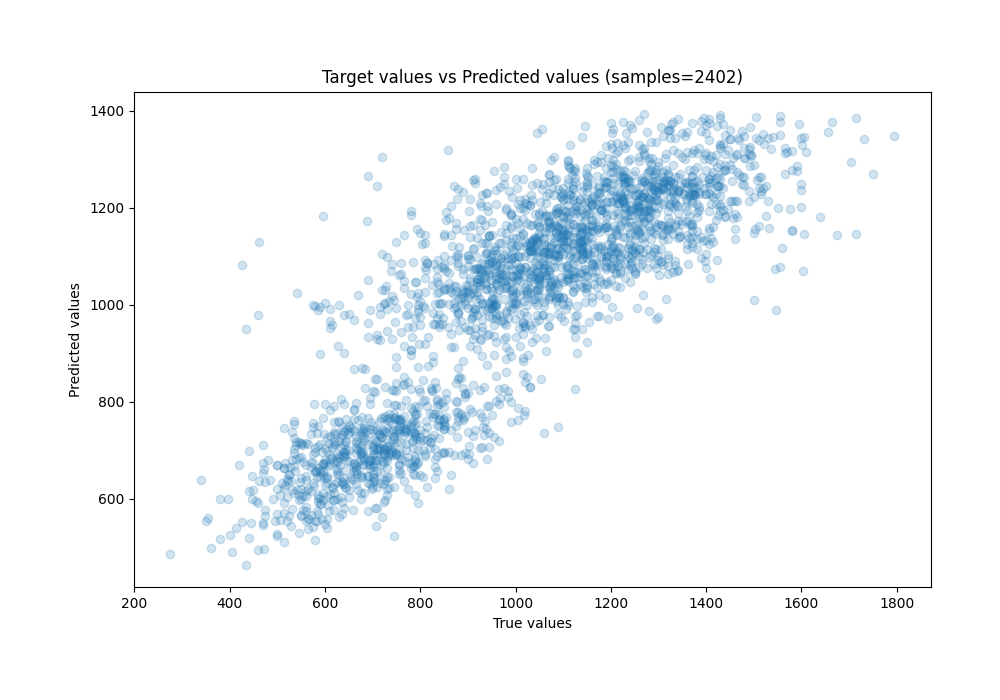 Target values vs Predicted values (samples=2402)
1400
1200
1000
800
600
Predicted values
200 400 600 800 1000 1200 1400 1600 1800
True values